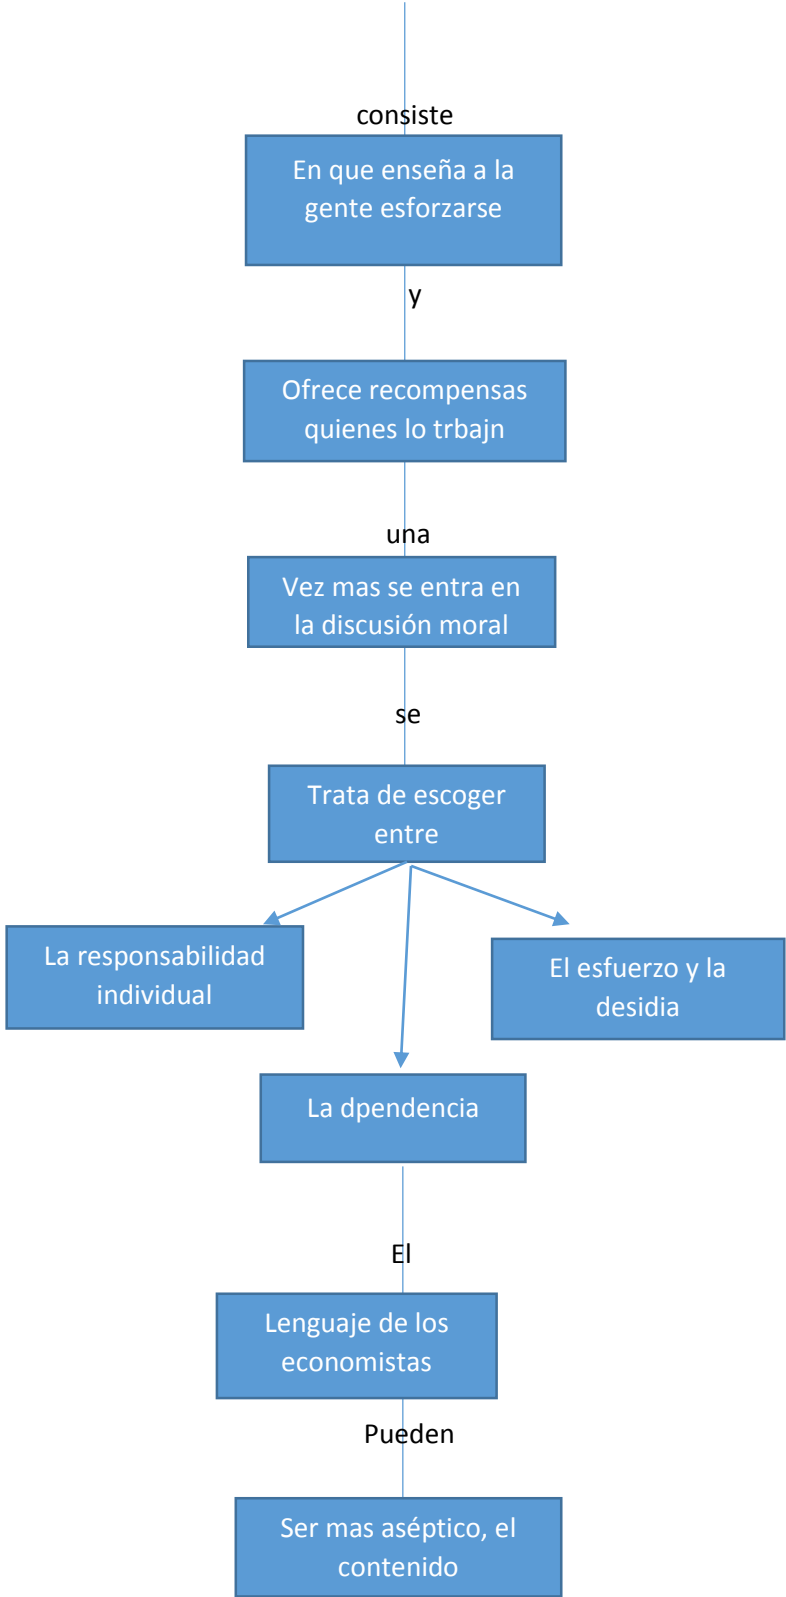 consiste
En que enseña a la
gente esforzarse
y
Ofrece recompensas
quienes lo trbajn
una
Vez mas se entra en
la discusión moral
se
Trata de escoger
entre
La responsabilidad
individual
El esfuerzo y la
desidia
La dpendencia
El
Lenguaje de los
economistas
Pueden
Ser mas aséptico, el
contenido